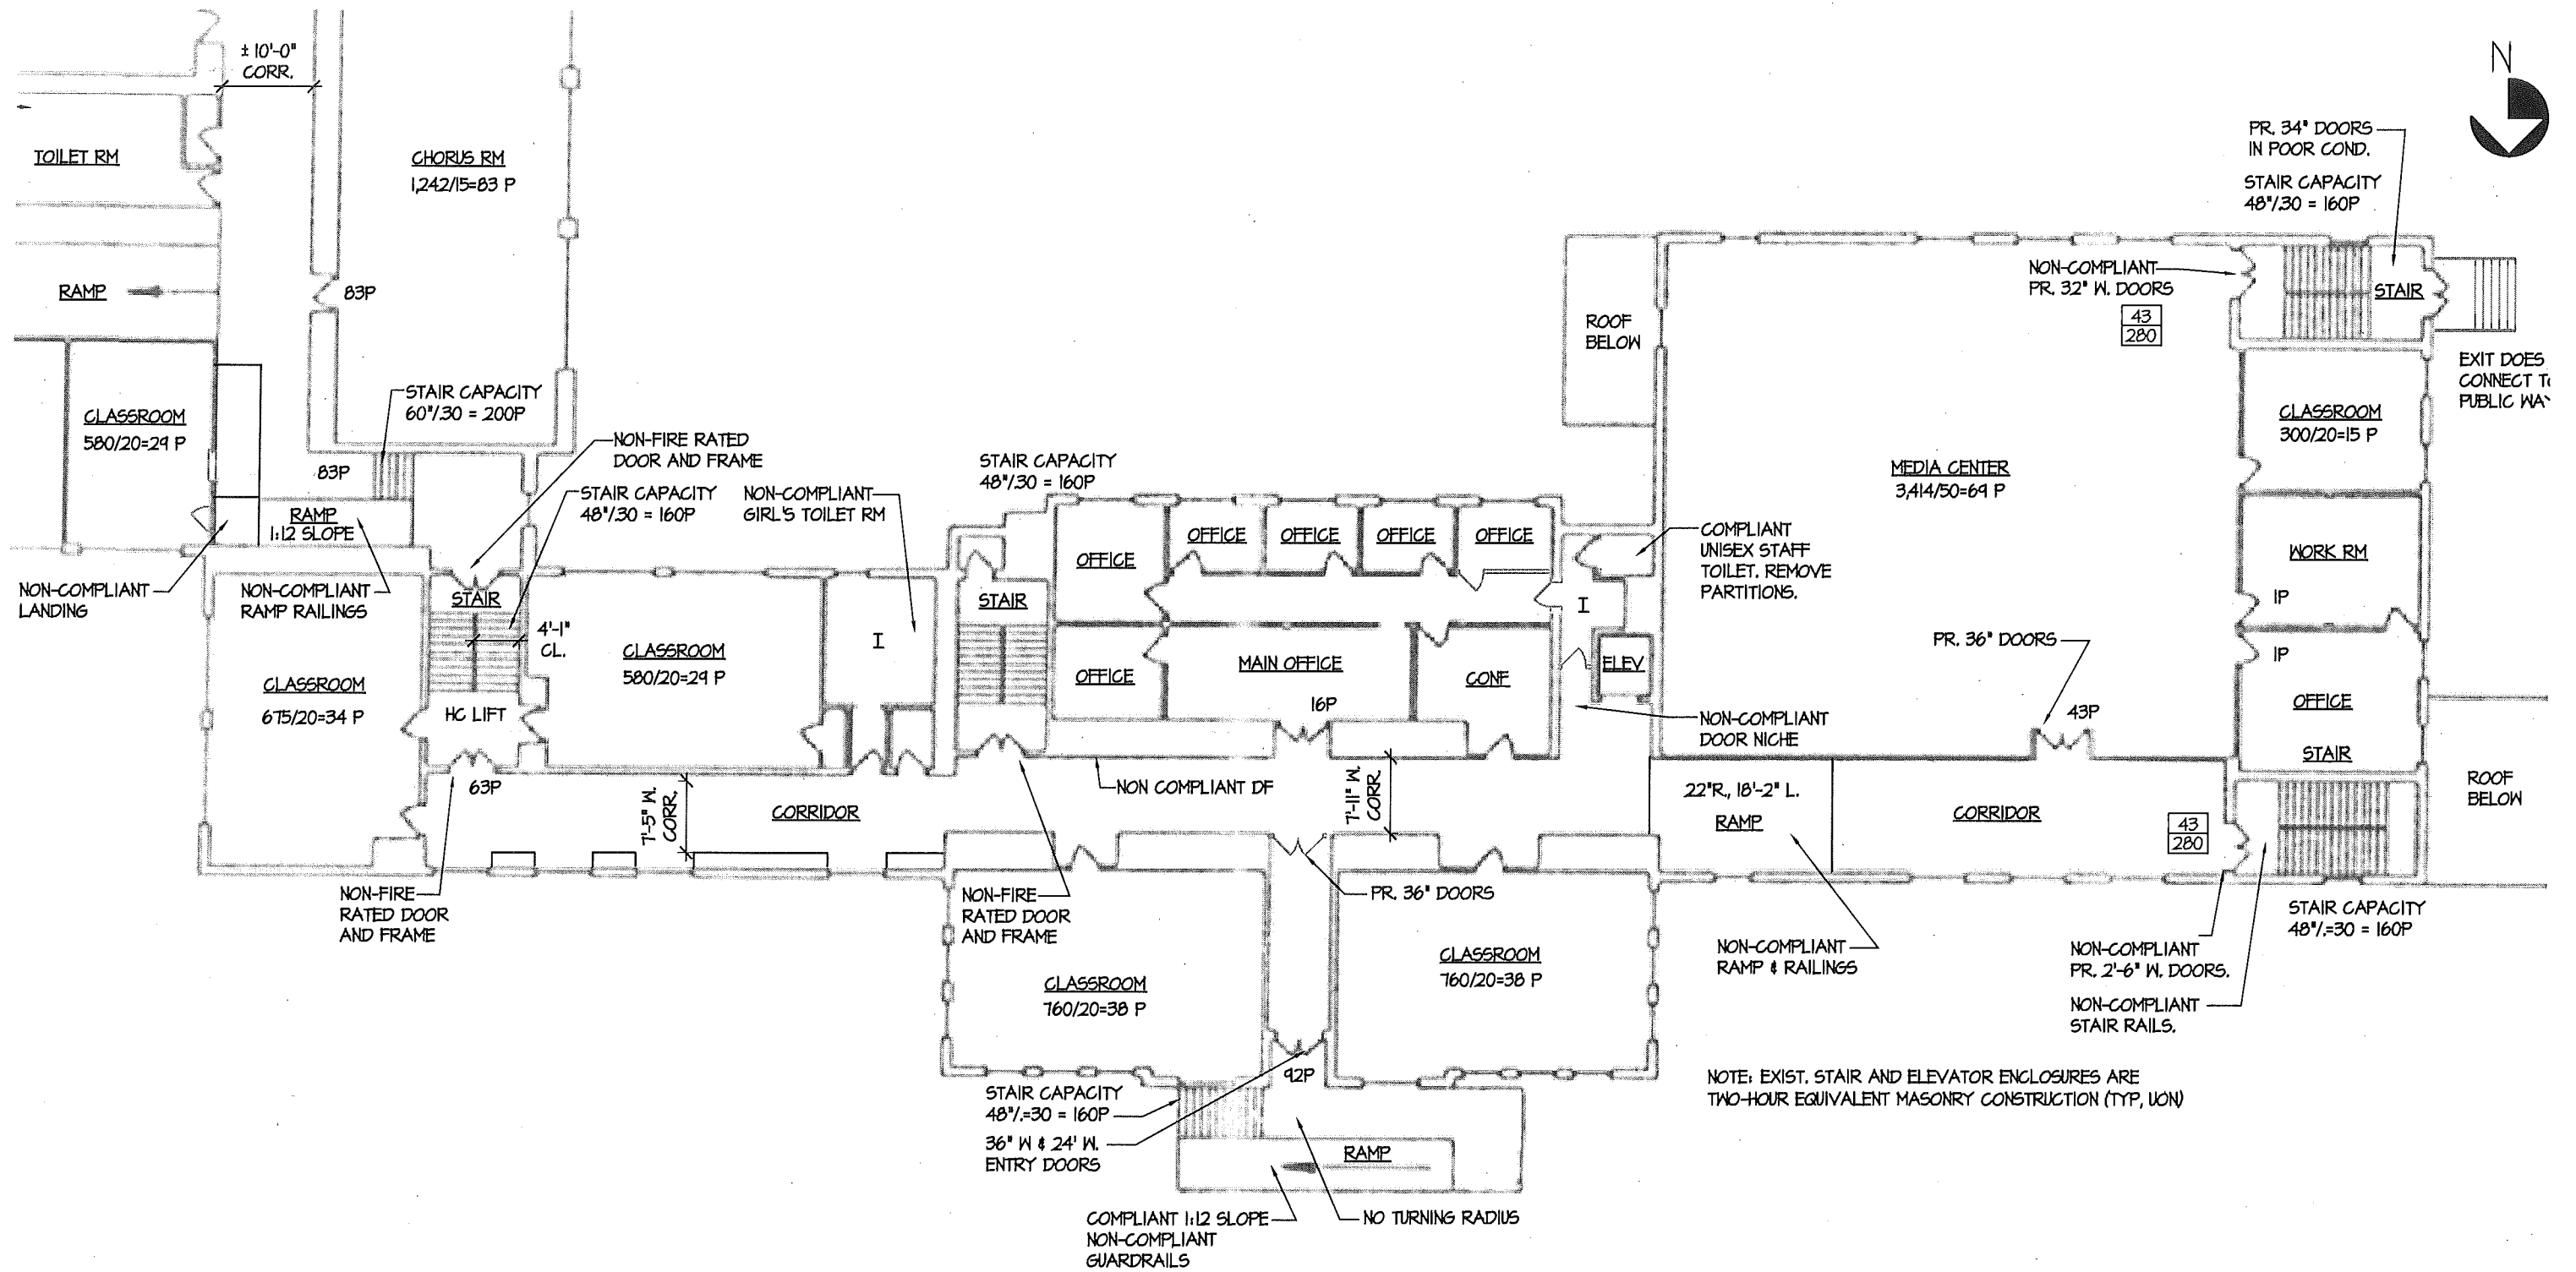 ± 10'-0"
CORR.
TOILET RM
CHORUS RM
1,242/15=83 P
N
PR. 34" DOORS
IN POOR COND.
STAIR CAPACITY
48"/.30 = 160P
RAMP
83P
NON-COMPLIANT
PR. 32" W. DOORS
43
280
STAIR
ROOF
BELOW
EXIT DOES
CONNECT
PUBLIC
CLASSROOM
580/20=29 P
STAIR CAPACITY
60"/.30 = 200P
CLASSROOM
300/20=15 P
83P
NON-FIRE RATED
DOOR AND FRAME
STAIR CAPACITY
48"/.30 = 160P
NON-COMPLIANT
GIRL'S TOILET RM
STAIR CAPACITY
48"/.30 = 160P
MEDIA CENTER
3,414/50=69 P
RAMP
1:12 SLOPE
OFFICE
OFFICE
OFFICE
OFFICE
OFFICE
COMPLIANT
UNISEX STAFF
TOILET. REMOVE
PARTITIONS.
WORK RM
1P
NON-COMPLIANT
LANDING
NON-COMPLIANT
RAMP RAILINGS
STAIR
4'-1"
CL.
I
STAIR
I
CLASSROOM
675/20=34 P
HC LIFT
CLASSROOM
580/20=29 P
OFFICE
MAIN OFFICE
16P
CONF
ELEV
PR. 36" DOORS
1P
OFFICE
43P
NON-COMPLIANT
DOOR NICHE
STAIR
63P
7'-5" W.
CORR.
CORRIDOR
NON COMPLIANT DF
7'-11" W.
CORR.
22"R., 18'-2" L.
RAMP
CORRIDOR
43
280
ROOF
BELOW
NON-FIRE
RATED DOOR
AND FRAME
NON-FIRE
RATED DOOR
AND FRAME
PR. 36" DOORS
CLASSROOM
760/20=38 P
CLASSROOM
760/20=38 P
NON-COMPLIANT
RAMP & RAILINGS
STAIR CAPACITY
48"/.=30 = 160P
NON-COMPLIANT
PR. 2'-6" W. DOORS.
NON-COMPLIANT
STAIR RAILS.
92P
STAIR CAPACITY
48"/.=30 = 160P
36" W & 24' W.
ENTRY DOORS
RAMP
NOTE: EXIST. STAIR AND ELEVATOR ENCLOSURES ARE
TWO-HOUR EQUIVALENT MASONRY CONSTRUCTION (TYP, UON)
COMPLIANT 1:12 SLOPE
NON-COMPLIANT
GUARDRAILS
NO TURNING RADIUS